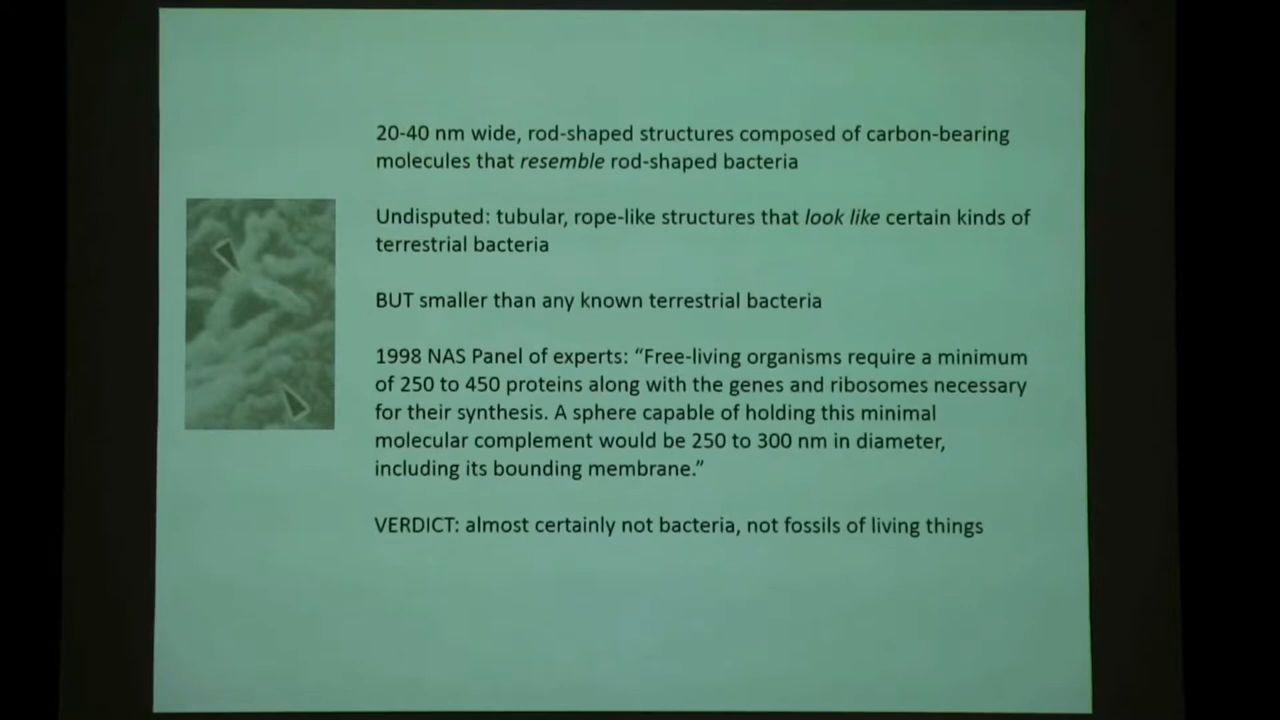 20-40 nm wide, rod-shaped structures composed of carbon-bearing
molecules that resemble rod-shaped bacteria
Undisputed: tubular, rope-like structures that look like certain kinds of
terrestrial bacteria
BUT smaller than any known terrestrial bacteria
1998 NAS Panel of experts: “Free-living organisms require a minimum
of 250 to 450 proteins along with the genes and ribosomes necessary
for their synthesis. A sphere capable of holding this minimal
molecular complement would be 250 to 300 nm in diameter,
including its bounding membrane.”
VERDICT: almost certainly not bacteria, not fossils of living things